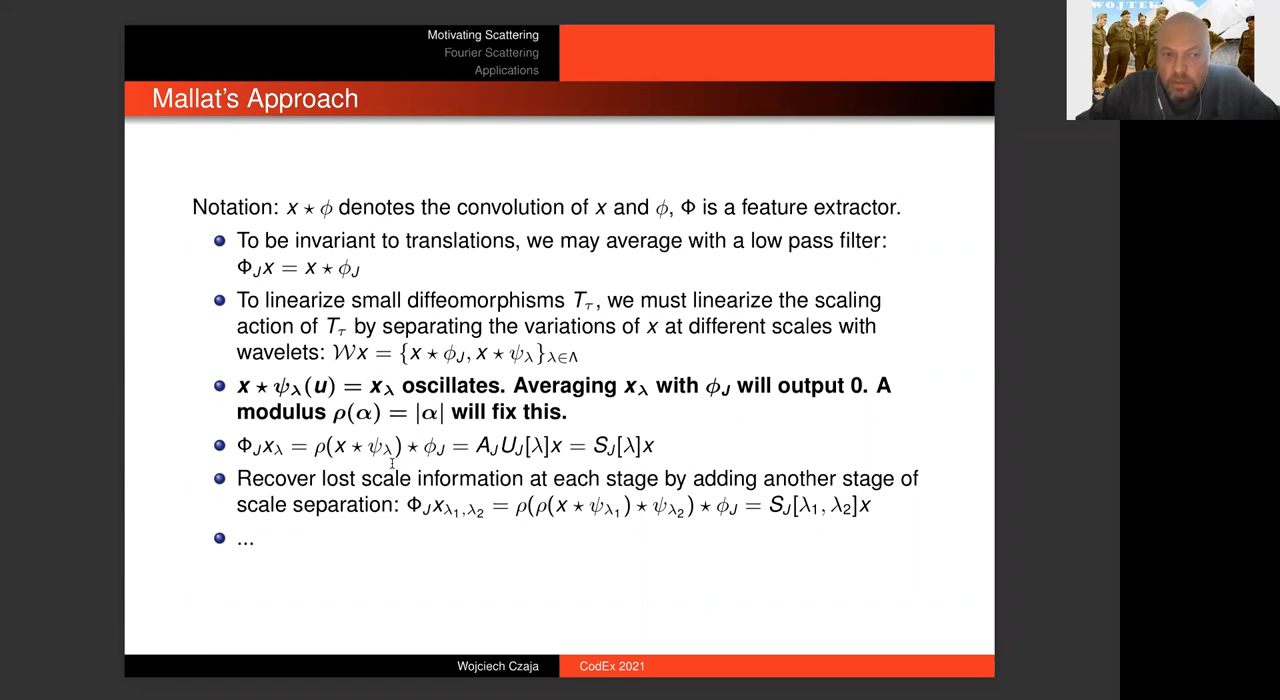 WOJTEK
Motivating Scattering
Fourier Scattering
Applications
Mallat's Approach
Notation: x ⋆ ϕ denotes the convolution of x and ϕ, Φ is a feature extractor.
To be invariant to translations, we may average with a low pass filter:
Φ_J x = x ⋆ ϕ_J
To linearize small diffeomorphisms T_τ, we must linearize the scaling
action of T_τ by separating the variations of x at different scales with
wavelets: 𝒲x = {x ⋆ ϕ_J, x ⋆ ψ_λ}_{λ∈Λ}
x ⋆ ψ_λ(u) = x_λ oscillates. Averaging x_λ with ϕ_J will output 0. A
modulus ρ(α) = |α| will fix this.
Φ_J x_λ = ρ(x ⋆ ψ_λ) ⋆ ϕ_J = A_J U_J[λ]x = S_J[λ]x
Recover lost scale information at each stage by adding another stage of
scale separation: Φ_J x_{λ₁,λ₂} = ρ(ρ(x ⋆ ψ_{λ₁}) ⋆ ψ_{λ₂}) ⋆ ϕ_J = S_J[λ₁, λ₂]x
...
Wojciech Czaja
CodEx 2021